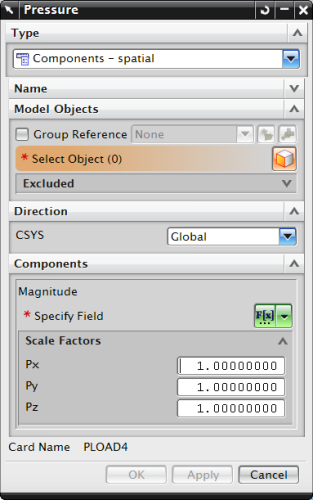 Pressure
Type
Components - spatial
Name
Model Objects
Group Reference None
* Select Object (0)
Excluded
Direction
CSYS Global
Components
Magnitude
* Specify Field F(x)
Scale Factors
Px 1.00000000
Py 1.00000000
Pz 1.00000000
Card Name PLOAD4
OK Apply Cancel